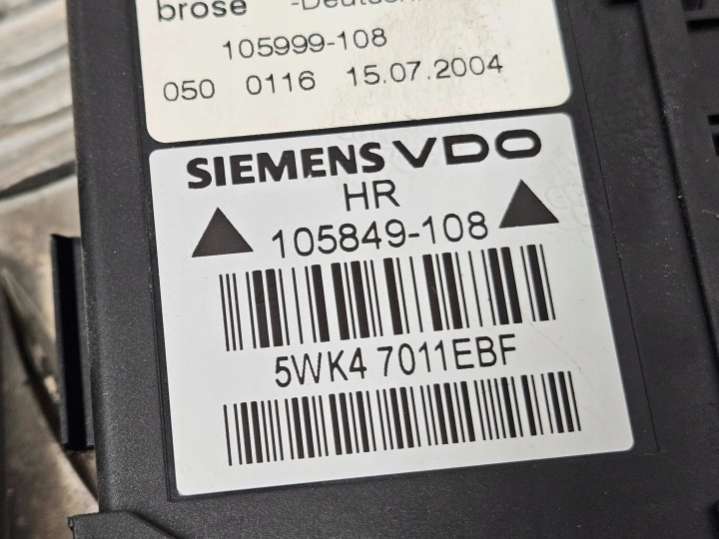 brose
105999-108
050 0116 15.07.2004
SIEMENS VDO
HR
105849-108
5WK4 7011EBF